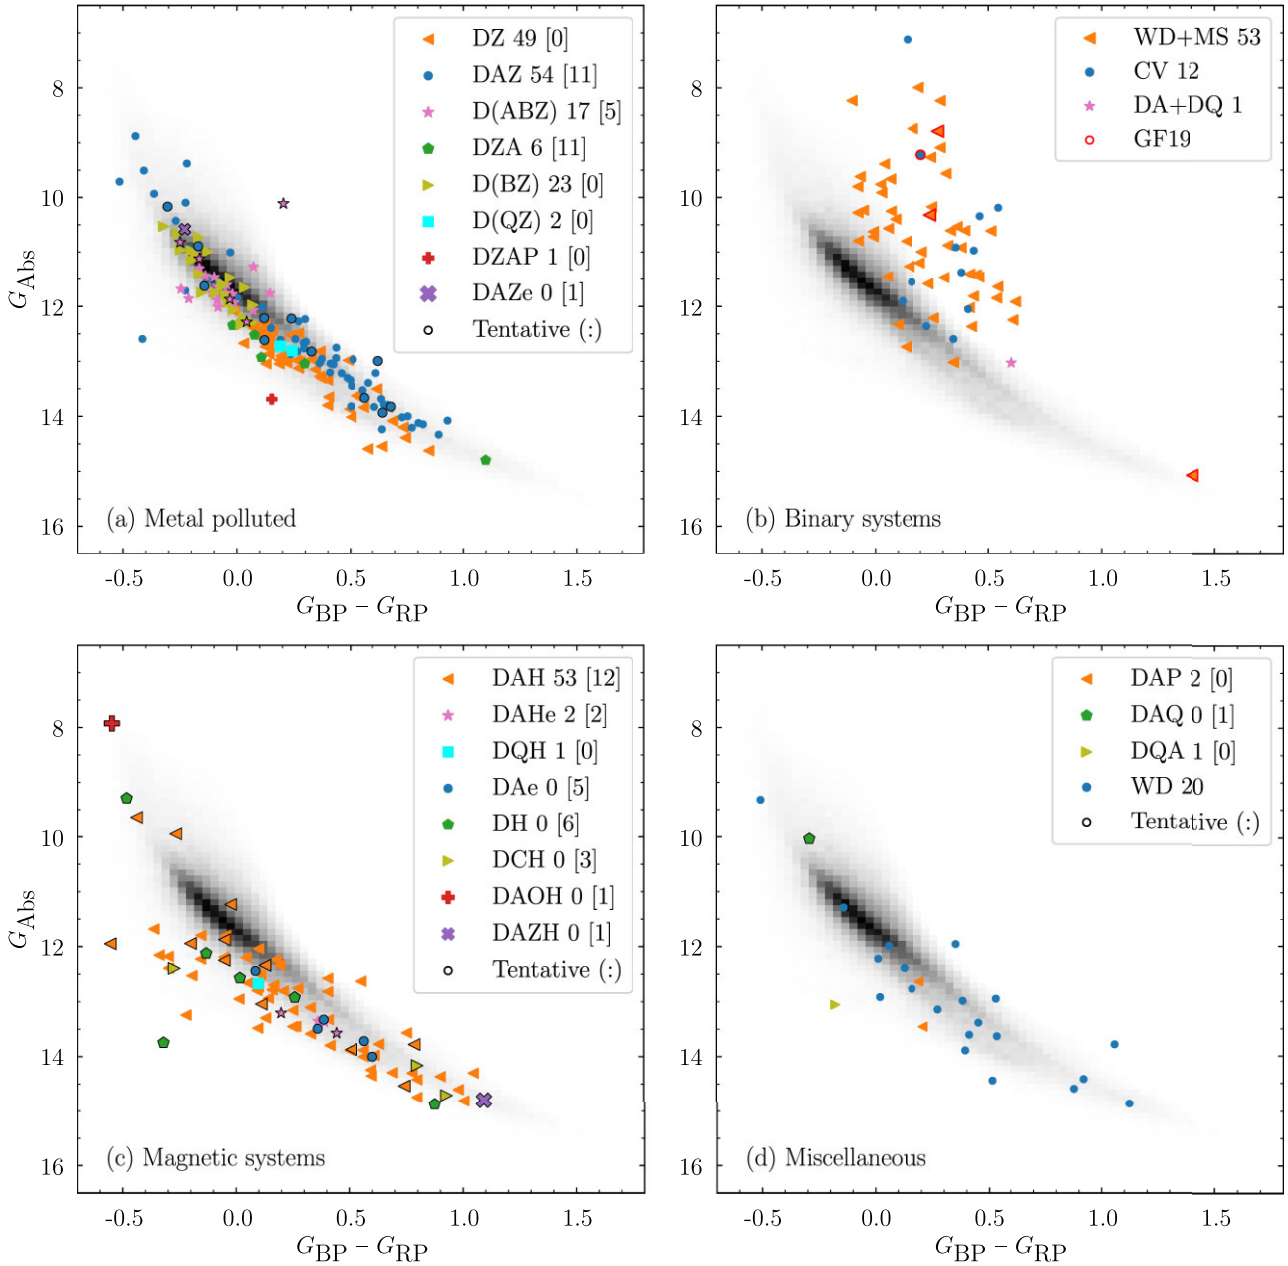 DZ 49 [0]
DAZ 54 [11]
D(ABZ) 17 [5]
DZA 6 [11]
D(BZ) 23 [0]
D(QZ) 2 [0]
DZAP 1 [0]
DAZe 0 [1]
Tentative (:)
8
10
12
14
16
G_Abs
(a) Metal polluted
-0.5 0.0 0.5 1.0 1.5
G_BP – G_RP
WD+MS 53
CV 12
DA+DQ 1
GF19
8
10
12
14
16
(b) Binary systems
-0.5 0.0 0.5 1.0 1.5
G_BP – G_RP
DAH 53 [12]
DAHe 2 [2]
DQH 1 [0]
DAe 0 [5]
DH 0 [6]
DCH 0 [3]
DAOH 0 [1]
DAZH 0 [1]
Tentative (:)
8
10
12
14
16
G_Abs
(c) Magnetic systems
-0.5 0.0 0.5 1.0 1.5
G_BP – G_RP
DAP 2 [0]
DAQ 0 [1]
DQA 1 [0]
WD 20
Tentative (:)
8
10
12
14
16
(d) Miscellaneous
-0.5 0.0 0.5 1.0 1.5
G_BP – G_RP